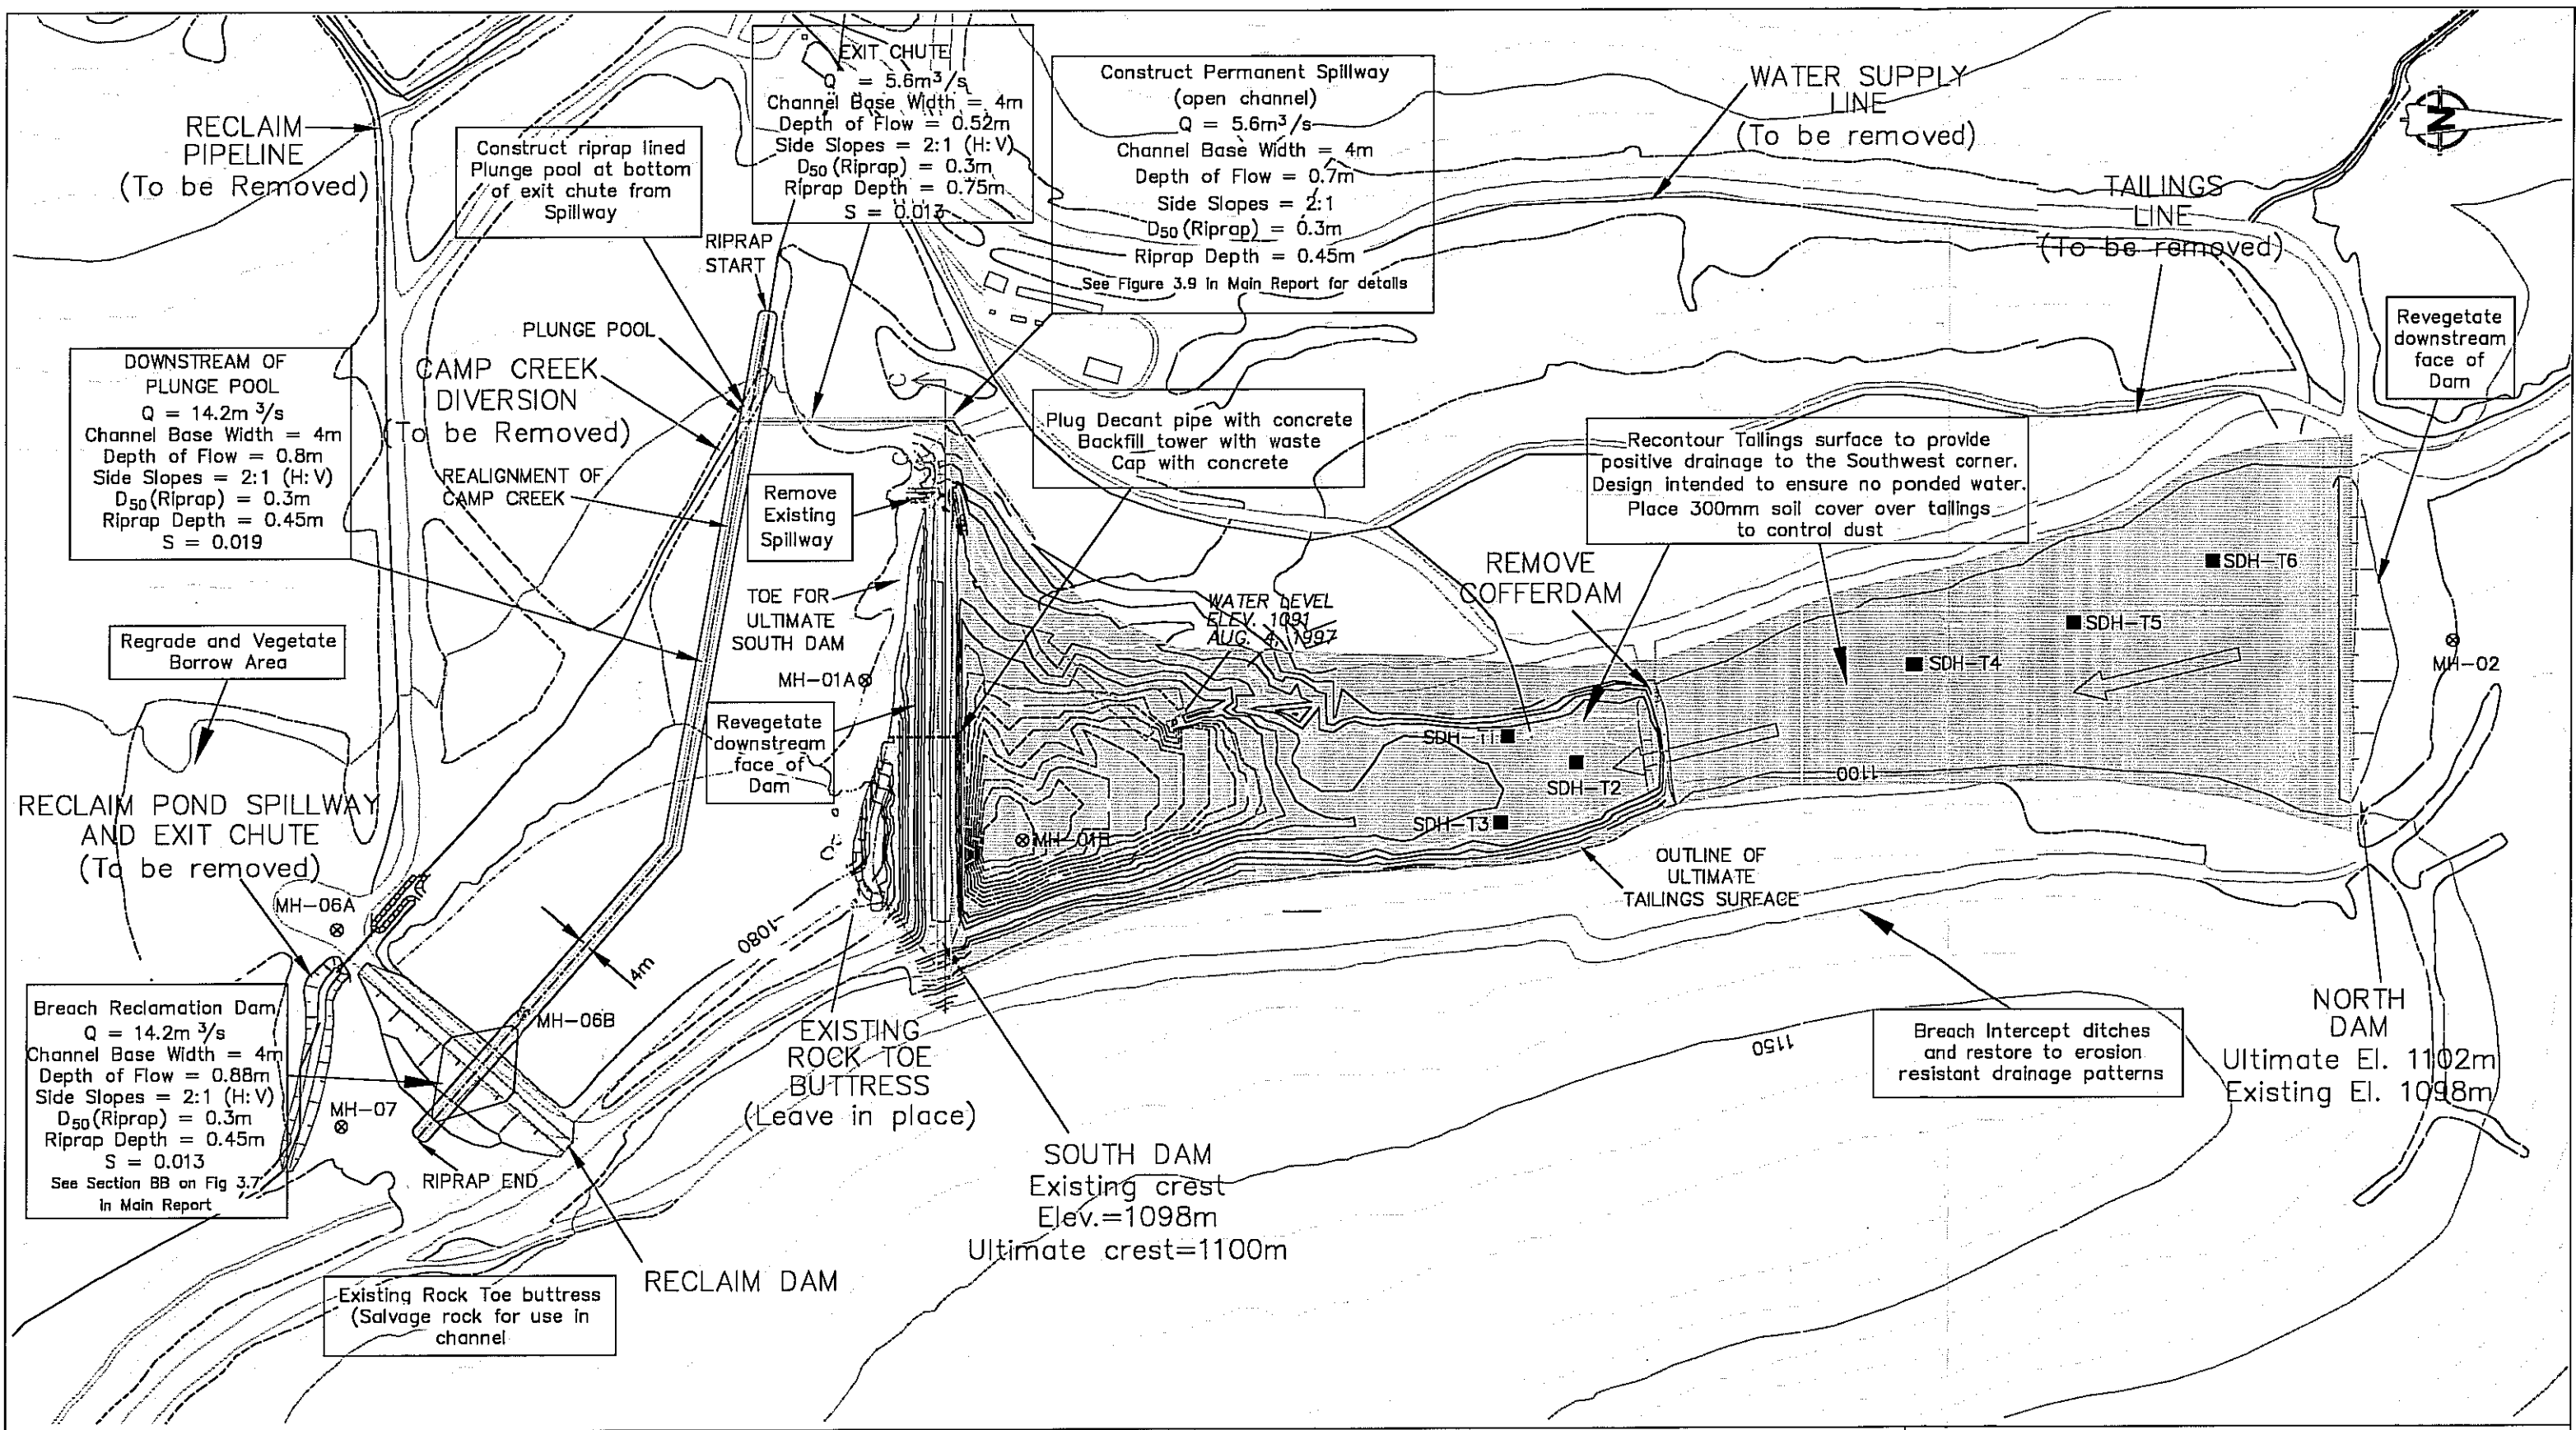 RECLAIM
PIPELINE
(To be Removed)
Construct riprap lined
Plunge pool at bottom
of exit chute from
Spillway
EXIT CHUTE
Q = 5.6m³/s
Channel Base Width = 4m
Depth of Flow = 0.52m
Side Slopes = 2:1 (H:V)
D50 (Riprap) = 0.3m
Riprap Depth = 0.75m
S = 0.013
Construct Permanent Spillway
(open channel)
Q = 5.6m³/s
Channel Base Width = 4m
Depth of Flow = 0.7m
Side Slopes = 2:1
D50 (Riprap) = 0.3m
Riprap Depth = 0.45m
See Figure 3.9 in Main Report for details
WATER SUPPLY
LINE
(To be removed)
N
TAILINGS
LINE
(To be removed)
Revegetate
downstream
face of
Dam
RIPRAP
START
PLUNGE POOL
CAMP CREEK
DIVERSION
(To be Removed)
REALIGNMENT OF
CAMP CREEK
DOWNSTREAM OF
PLUNGE POOL
Q = 14.2m³/s
Channel Base Width = 4m
Depth of Flow = 0.8m
Side Slopes = 2:1 (H:V)
D50 (Riprap) = 0.3m
Riprap Depth = 0.45m
S = 0.019
Plug Decant pipe with concrete
Backfill tower with waste
Cap with concrete
Recontour Tailings surface to provide
positive drainage to the Southwest corner.
Design intended to ensure no ponded water.
Place 300mm soil cover over tailings
to control dust
Remove
Existing
Spillway
TOE FOR
ULTIMATE
SOUTH DAM
MH-01A
WATER LEVEL
ELEV. 1091
AUG. 4, 1997
REMOVE
COFFERDAM
SDH-T6
SDH-T5
SDH-T4
MH-02
Regrade and Vegetate
Borrow Area
Revegetate
downstream
face of
Dam
SDH-T1
SDH-T2
SDH-T3
1100
MH-01B
RECLAIM POND SPILLWAY
AND EXIT CHUTE
(To be removed)
MH-06A
OUTLINE OF
ULTIMATE
TAILINGS SURFACE
1080
4m
MH-06B
Breach Reclamation Dam
Q = 14.2m³/s
Channel Base Width = 4m
Depth of Flow = 0.88m
Side Slopes = 2:1 (H:V)
D50 (Riprap) = 0.3m
Riprap Depth = 0.45m
S = 0.013
See Section BB on Fig 3.7
in Main Report
MH-07
RIPRAP END
EXISTING
ROCK TOE
BUTTRESS
(Leave in place)
1150
Breach Intercept ditches
and restore to erosion
resistant drainage patterns
NORTH
DAM
Ultimate El. 1102m
Existing El. 1098m
SOUTH DAM
Existing crest
Elev.=1098m
Ultimate crest=1100m
RECLAIM DAM
Existing Rock Toe buttress
(Salvage rock for use in
channel